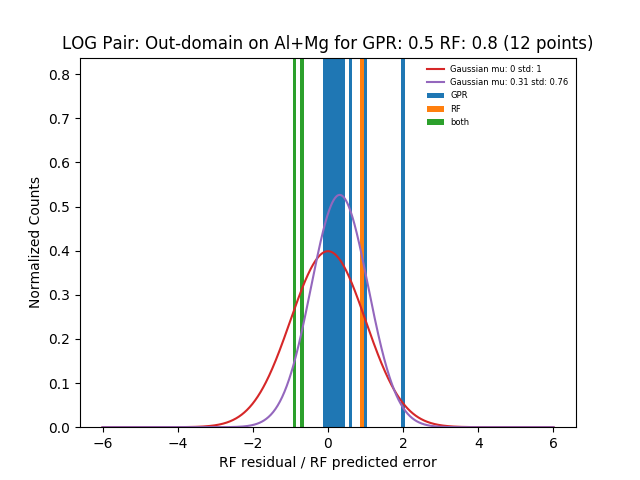 LOG Pair: Out-domain on Al+Mg for GPR: 0.5 RF: 0.8 (12 points)
Gaussian mu: 0 std: 1
Gaussian mu: 0.31 std: 0.76
GPR
RF
both
Normalized Counts
0.8
0.7
0.6
0.5
0.4
0.3
0.2
0.1
0.0
−6
−4
−2
0
2
4
6
RF residual / RF predicted error